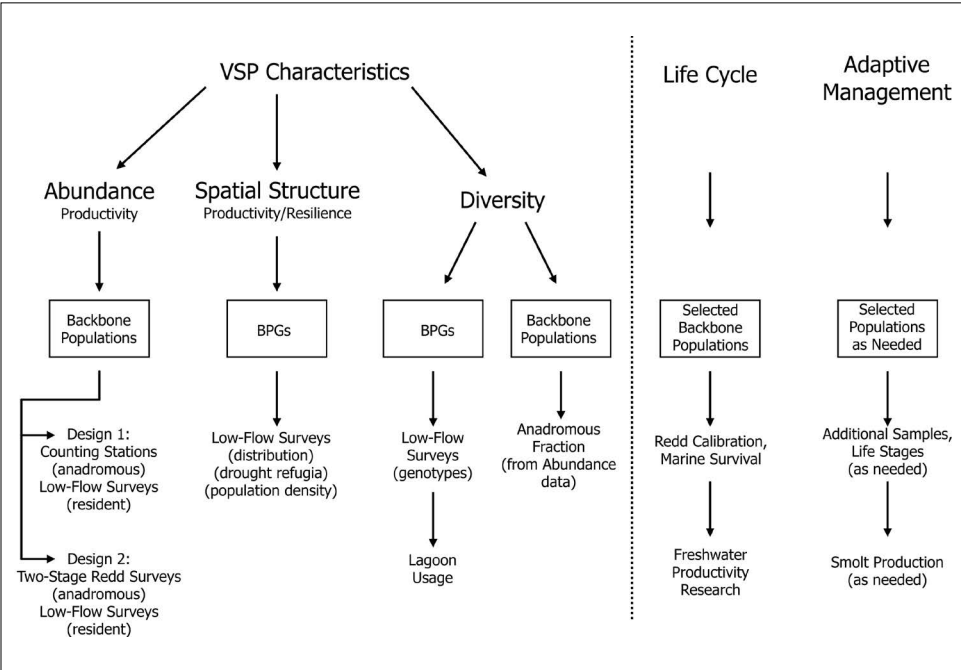 VSP Characteristics
Life Cycle
Adaptive
Management
Abundance
Productivity
Spatial Structure
Productivity/Resilience
Diversity
Backbone
Populations
BPGs
BPGs
Backbone
Populations
Selected
Backbone
Populations
Selected
Populations
as Needed
Design 1:
Counting Stations
(anadromous)
Low-Flow Surveys
(resident)
Low-Flow Surveys
(distribution)
(drought refugia)
(population density)
Low-Flow
Surveys
(genotypes)
Anadromous
Fraction
(from Abundance
data)
Redd Calibration,
Marine Survival
Additional Samples,
Life Stages
(as needed)
Design 2:
Two-Stage Redd Surveys
(anadromous)
Low-Flow Surveys
(resident)
Lagoon
Usage
Freshwater
Productivity
Research
Smolt Production
(as needed)